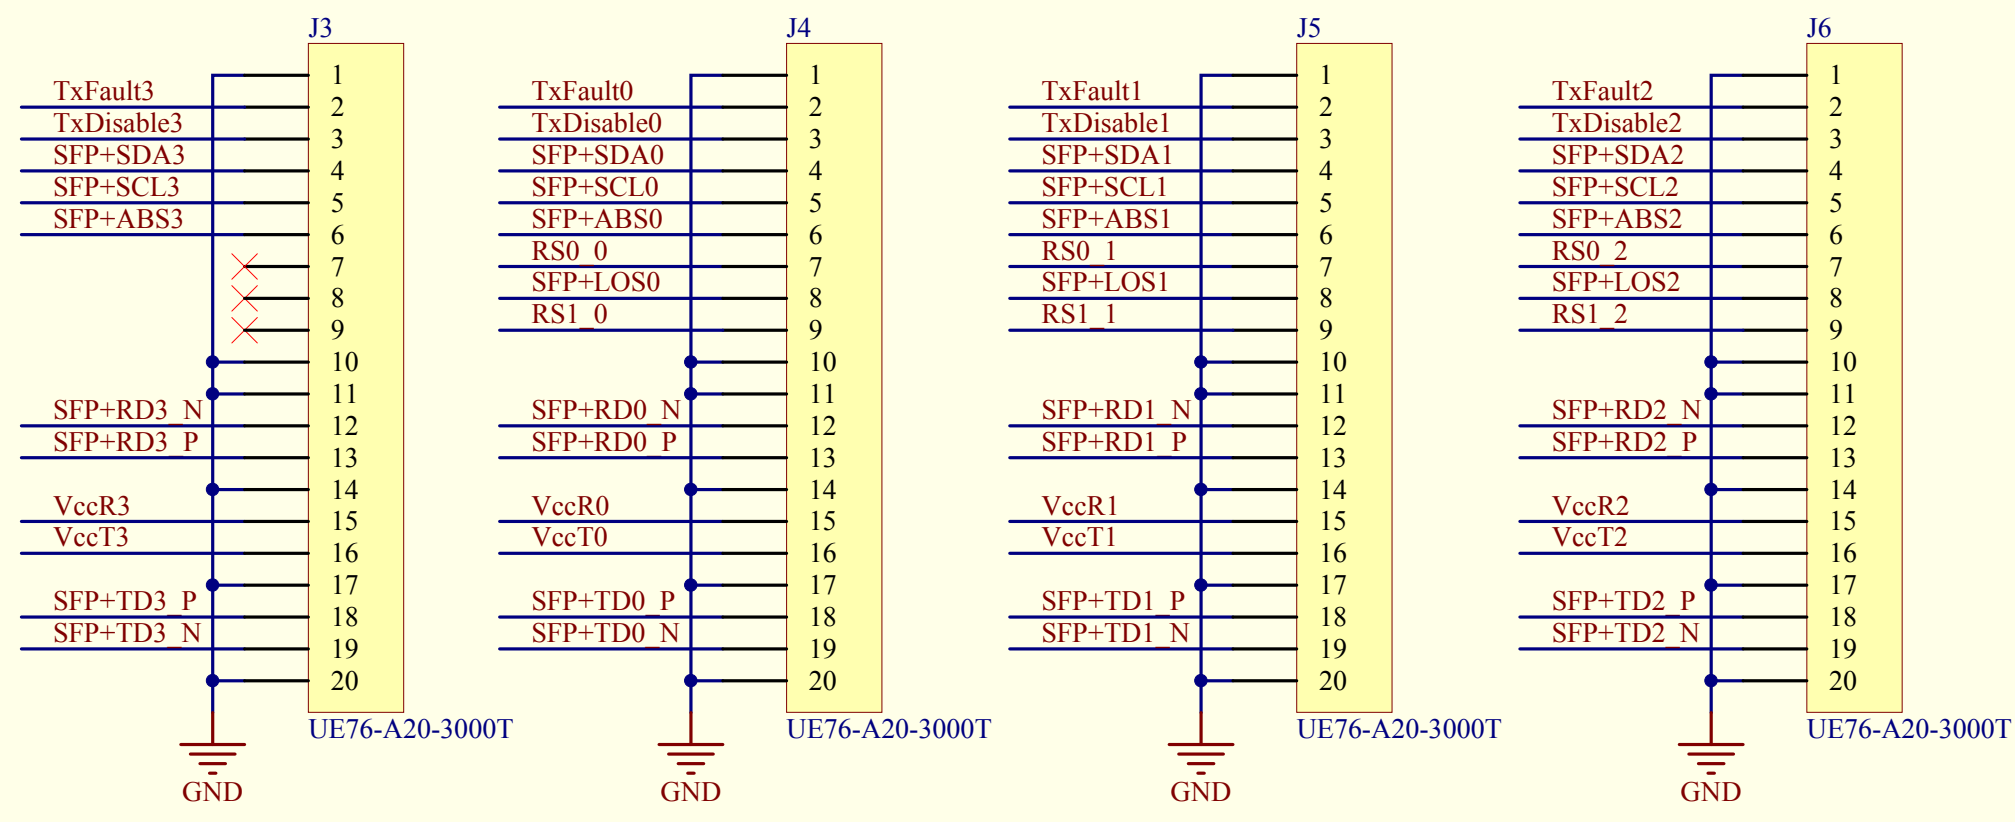 J3
1
TxFault3
2
TxDisable3
3
SFP+SDA3
4
SFP+SCL3
5
SFP+ABS3
6
7
8
9
10
11
SFP+RD3_N
12
SFP+RD3_P
13
14
VccR3
15
VccT3
16
17
SFP+TD3_P
18
SFP+TD3_N
19
20
UE76-A20-3000T
GND
J4
1
TxFault0
2
TxDisable0
3
SFP+SDA0
4
SFP+SCL0
5
SFP+ABS0
6
RS0_0
7
SFP+LOS0
8
RS1_0
9
10
11
SFP+RD0_N
12
SFP+RD0_P
13
14
VccR0
15
VccT0
16
17
SFP+TD0_P
18
SFP+TD0_N
19
20
UE76-A20-3000T
GND
J5
1
TxFault1
2
TxDisable1
3
SFP+SDA1
4
SFP+SCL1
5
SFP+ABS1
6
RS0_1
7
SFP+LOS1
8
RS1_1
9
10
11
SFP+RD1_N
12
SFP+RD1_P
13
14
VccR1
15
VccT1
16
17
SFP+TD1_P
18
SFP+TD1_N
19
20
UE76-A20-3000T
GND
J6
1
TxFault2
2
TxDisable2
3
SFP+SDA2
4
SFP+SCL2
5
SFP+ABS2
6
RS0_2
7
SFP+LOS2
8
RS1_2
9
10
11
SFP+RD2_N
12
SFP+RD2_P
13
14
VccR2
15
VccT2
16
17
SFP+TD2_P
18
SFP+TD2_N
19
20
UE76-A20-3000T
GND